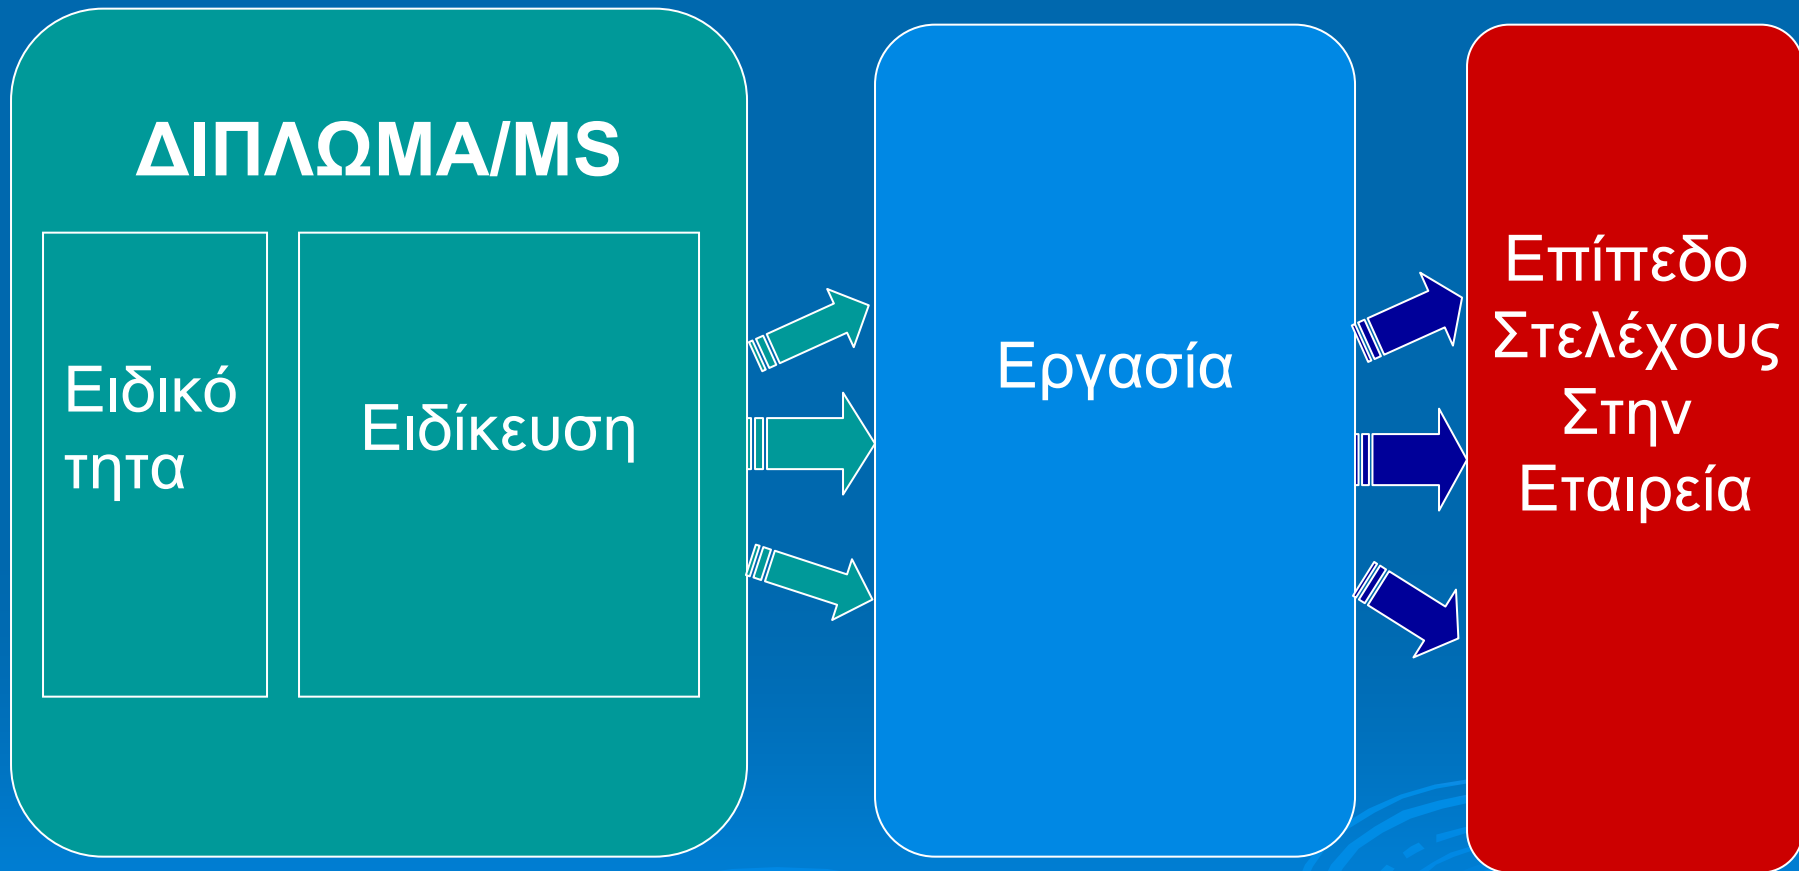 ΔΙΠΛΩΜΑ/MS
Ειδικό
τητα
Ειδίκευση
Εργασία
Επίπεδο
Στελέχους
Στην
Εταιρεία